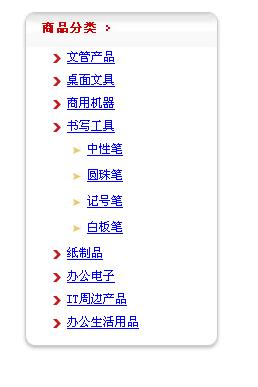 商品分类
文管产品
桌面文具
商用机器
书写工具
中性笔
圆珠笔
记号笔
白板笔
纸制品
办公电子
IT周边产品
办公生活用品